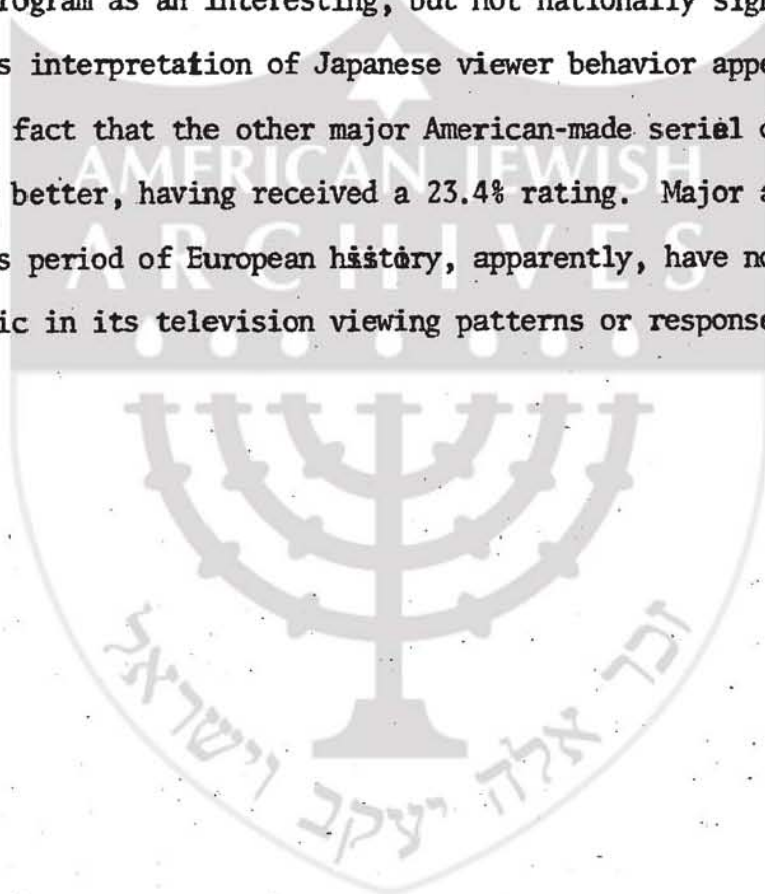 rogram as an interesting, but not nationally sig
s interpretation of Japanese viewer behavior appe
fact that the other major American-made serial
better, having received a 23.4% rating. Major a
s period of European history, apparently, have no
ic in its television viewing patterns or response
AMERICAN JEWISH
ARCHIVES
זכר אלה יעקב וישראל